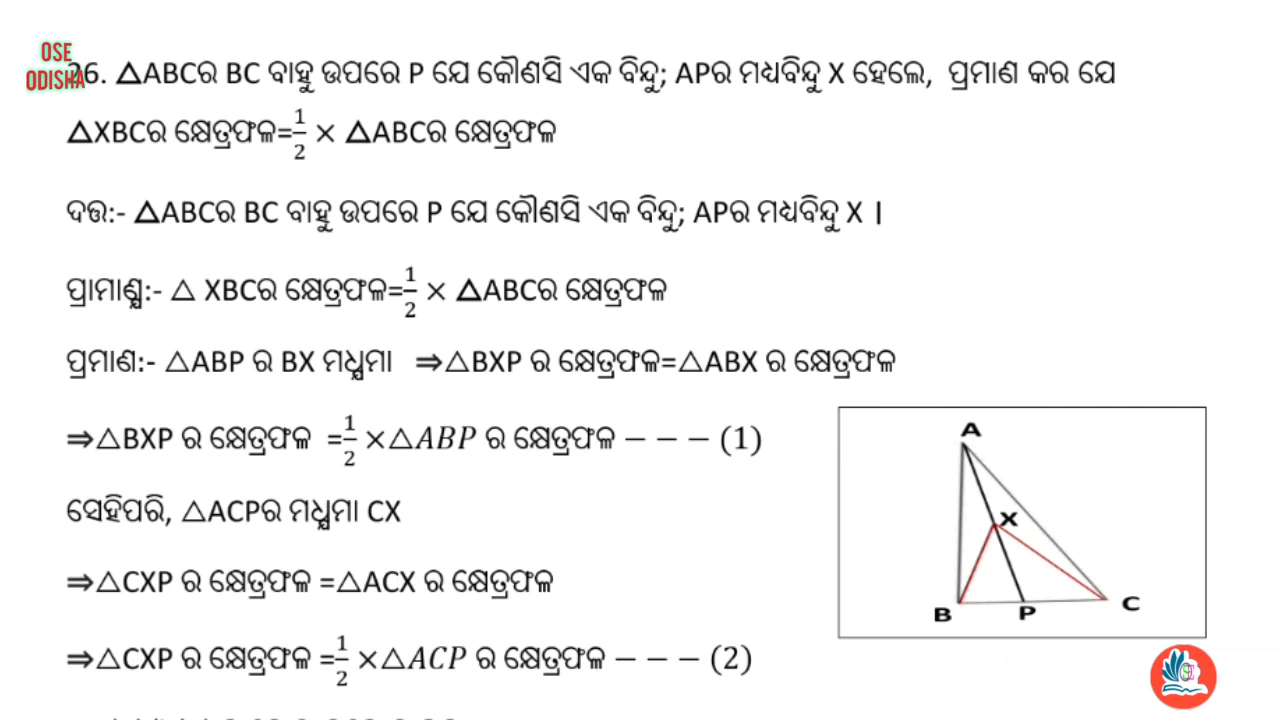 OSE
ODISHA
26. △ABCର BC ବାହୁ ଉପରେ P ଯେ କୌଣସି ଏକ ବିନ୍ଦୁ; APର ମଧ୍ୟବିନ୍ଦୁ X ହେଲେ, ପ୍ରମାଣ କର ଯେ
△XBCର କ୍ଷେତ୍ରଫଳ=1/2 × △ABCର କ୍ଷେତ୍ରଫଳ
ଦତ୍ତ:- △ABCର BC ବାହୁ ଉପରେ P ଯେ କୌଣସି ଏକ ବିନ୍ଦୁ; APର ମଧ୍ୟବିନ୍ଦୁ X ।
ପ୍ରାମାଣ୍ଯ:- △ XBCର କ୍ଷେତ୍ରଫଳ=1/2 × △ABCର କ୍ଷେତ୍ରଫଳ
ପ୍ରମାଣ:- △ABP ର BX ମଧ୍ଯମା ⇒△BXP ର କ୍ଷେତ୍ରଫଳ=△ABX ର କ୍ଷେତ୍ରଫଳ
⇒△BXP ର କ୍ଷେତ୍ରଫଳ =1/2 ×△ABP ର କ୍ଷେତ୍ରଫଳ − − − (1)
ସେହିପରି, △ACPର ମଧ୍ଯମା CX
⇒△CXP ର କ୍ଷେତ୍ରଫଳ =△ACX ର କ୍ଷେତ୍ରଫଳ
⇒△CXP ର କ୍ଷେତ୍ରଫଳ =1/2 ×△ACP ର କ୍ଷେତ୍ରଫଳ − − − (2)
A
X
B P C